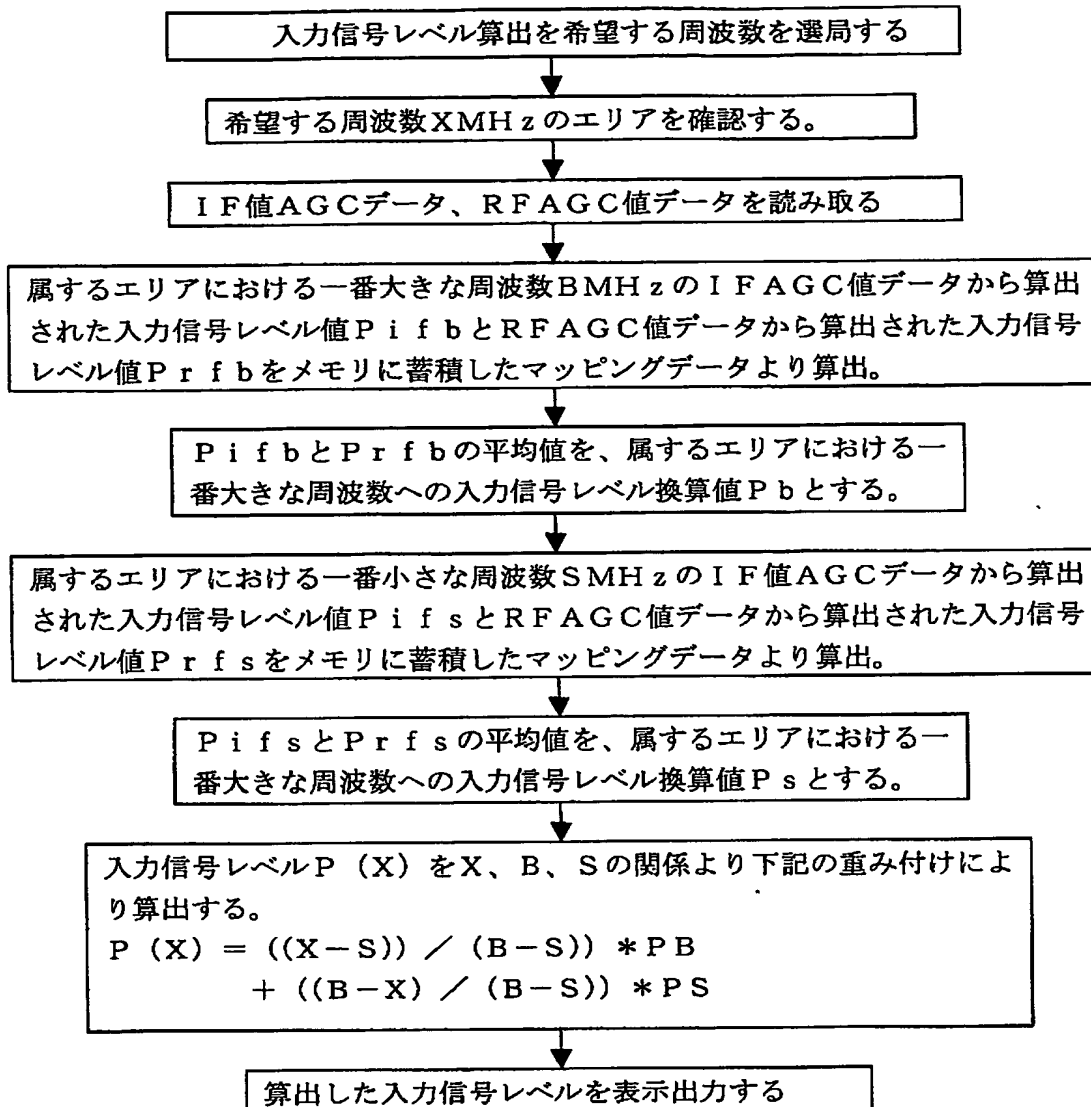 入力信号レベル算出を希望する周波数を選局する
希望する周波数XMHzのエリアを確認する。
IF値AGCデータ、RFAGC値データを読み取る
属するエリアにおける一番大きな周波数BMHzのIFAGC値データから算出
された入力信号レベル値PifbとRFAGC値データから算出された入力信号
レベル値Prfbをメモリに蓄積したマッピングデータより算出。
PifbとPrfbの平均値を、属するエリアにおける一
番大きな周波数への入力信号レベル換算値Pbとする。
属するエリアにおける一番小さな周波数SMHzのIF値AGCデータから算出
された入力信号レベル値PifsとRFAGC値データから算出された入力信号
レベル値Prfsをメモリに蓄積したマッピングデータより算出。
PifsとPrfsの平均値を、属するエリアにおける一
番大きな周波数への入力信号レベル換算値Psとする。
入力信号レベルP(X)をX、B、Sの関係より下記の重み付けによ
り算出する。
P(X)=((X-S))/(B-S))*PB
+((B-X)/(B-S))*PS
算出した入力信号レベルを表示出力する